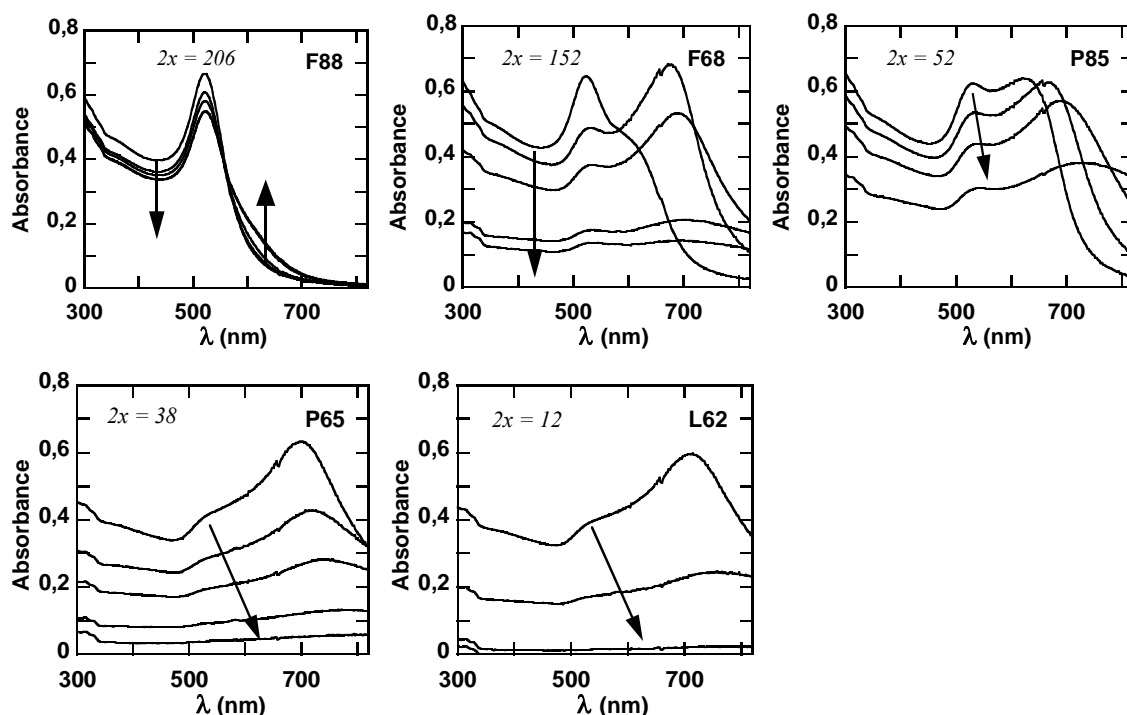 0,8
2x = 206
F88
0,6
0,4
0,2
0
Absorbance
300
500
700
λ (nm)
0,8
2x = 152
F68
0,6
0,4
0,2
0
Absorbance
300
500
700
λ (nm)
0,8
2x = 52
P85
0,6
0,4
0,2
0
Absorbance
300
500
700
λ (nm)
0,8
2x = 38
P65
0,6
0,4
0,2
0
Absorbance
300
500
700
λ (nm)
0,8
2x = 12
L62
0,6
0,4
0,2
0
Absorbance
300
500
700
λ (nm)